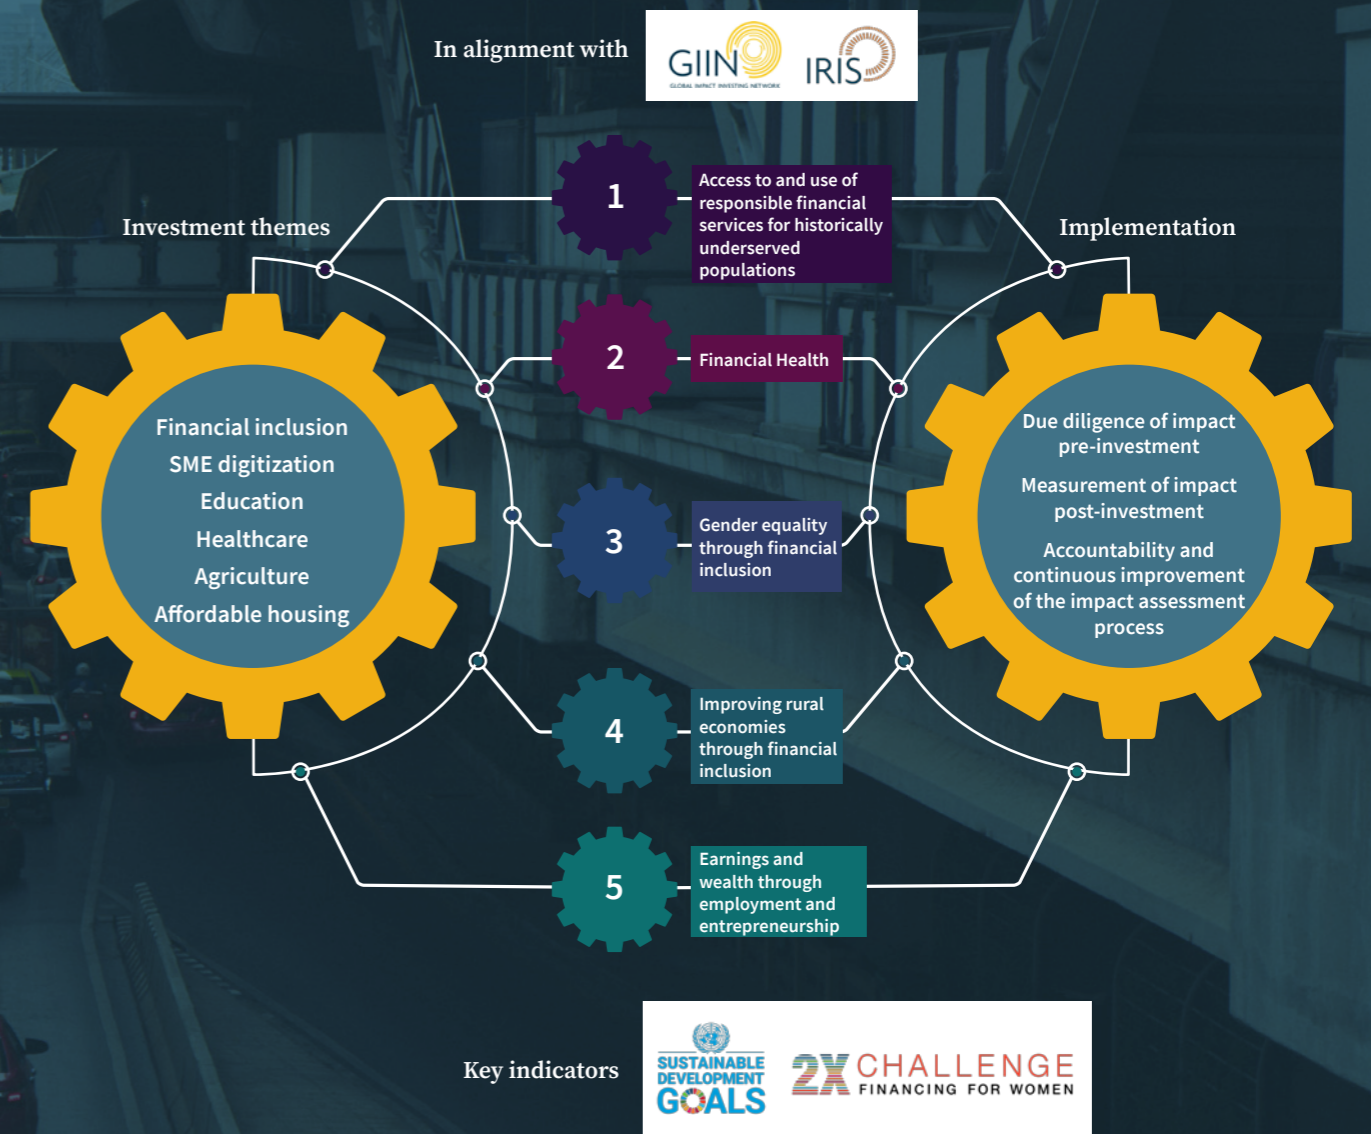 In alignment with
GIIN
GLOBAL IMPACT INVESTING NETWORK
IRIS
Investment themes
Implementation
1
Access to and use of
responsible financial
services for historically
underserved
populations
2
Financial Health
Financial inclusion
SME digitization
Education
Healthcare
Agriculture
Affordable housing
3
Gender equality
through financial
inclusion
Due diligence of impact
pre-investment
Measurement of impact
post-investment
Accountability and
continuous improvement
of the impact assessment
process
4
Improving rural
economies
through financial
inclusion
5
Earnings and
wealth through
employment and
entrepreneurship
Key indicators
SUSTAINABLE
DEVELOPMENT
GOALS
2X CHALLENGE
FINANCING FOR WOMEN